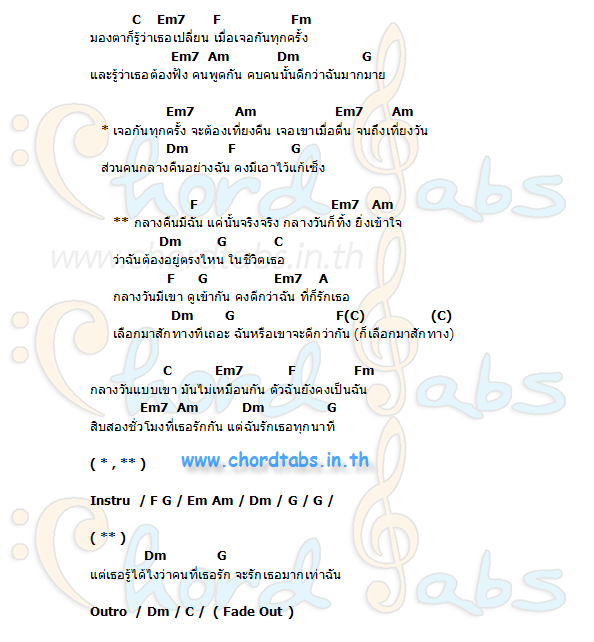 C Em7 F Fm
มองตาก็รู้ว่าเธอเปลี่ยน เมื่อเจอกันทุกครั้ง
Em7 Am Dm G
และรู้ว่าเธอต้องฟัง คนพูดกัน คบคนนั้นดีกว่าฉันมากมาย
Em7 Am Em7 Am
* เจอกันทุกครั้ง จะต้องเที่ยงคืน เจอเขาเมื่อตื่น จนถึงเที่ยงวัน
Dm F G
ส่วนคนกลางคืนอย่างฉัน คงมีเอาไว้แก้เซ็ง
F Em7 Am
** กลางคืนมีฉัน แค่นั้นจริงจริง กลางวันก็ทิ้ง ยิ่งเข้าใจ
Dm G C
www.chordtabs.in.th
ว่าฉันต้องอยู่ตรงไหน ในชีวิตเธอ
F G Em7 A
กลางวันมีเขา ดูเข้ากัน คงดีกว่าฉัน ที่ก็รักเธอ
Dm G F(C) (C)
เลือกมาสักทางทีเถอะ ฉันหรือเขาจะดีกว่ากัน (ก็เลือกมาสักทาง)
C Em7 F Fm
กลางวันแบบเขา มันไม่เหมือนกัน ตัวฉันยังคงเป็นฉัน
Em7 Am Dm G
สิบสองชั่วโมงที่เธอรักกัน แต่ฉันรักเธอทุกนาที
( * , ** )
www.chordtabs.in.th
Instru / F G / Em Am / Dm / G / G /
( ** )
Dm G
แต่เธอรู้ได้ไงว่าคนที่เธอรัก จะรักเธอมากเท่าฉัน
Outro / Dm / C / ( Fade Out )
Chord Tabs
Chord Tabs
Chord Tabs